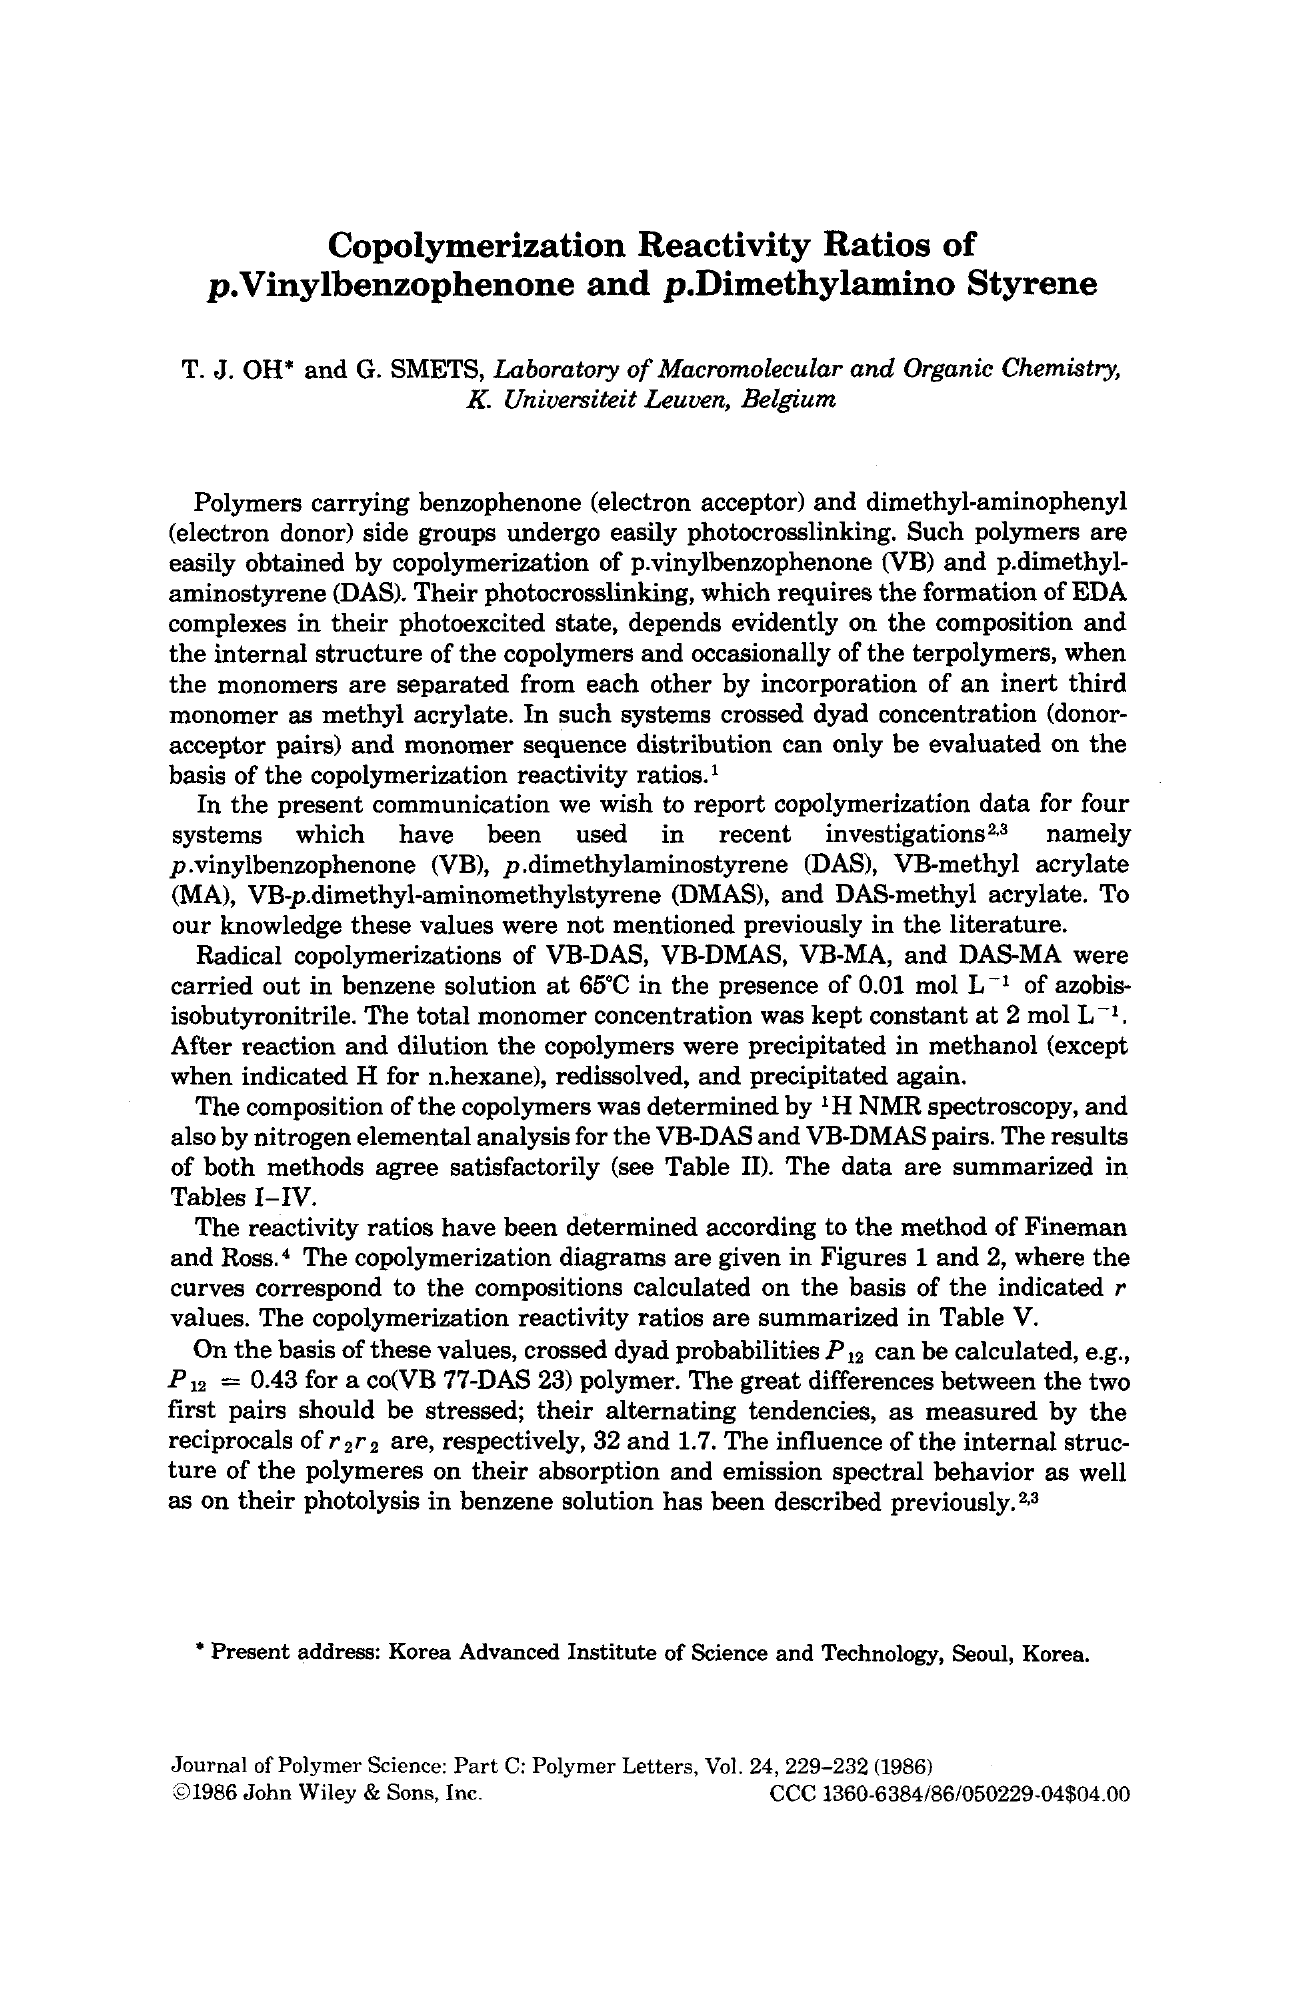 Copolymerization Reactivity Ratios of
p.Vinylbenzophenone and p.Dimethylamino Styrene
T. J. OH* and G. SMETS, Laboratory of Macromolecular and Organic Chemistry,
K. Universiteit Leuven, Belgium
Polymers carrying benzophenone (electron acceptor) and dimethyl-aminophenyl
(electron donor) side groups undergo easily photocrosslinking. Such polymers are
easily obtained by copolymerization of p.vinylbenzophenone (VB) and p.dimethyl-
aminostyrene (DAS). Their photocrosslinking, which requires the formation of EDA
complexes in their photoexcited state, depends evidently on the composition and
the internal structure of the copolymers and occasionally of the terpolymers, when
the monomers are separated from each other by incorporation of an inert third
monomer as methyl acrylate. In such systems crossed dyad concentration (donor-
acceptor pairs) and monomer sequence distribution can only be evaluated on the
basis of the copolymerization reactivity ratios.¹
In the present communication we wish to report copolymerization data for four
systems which have been used in recent investigations²,³ namely
p.vinylbenzophenone (VB), p.dimethylaminostyrene (DAS), VB-methyl acrylate
(MA), VB-p.dimethyl-aminomethylstyrene (DMAS), and DAS-methyl acrylate. To
our knowledge these values were not mentioned previously in the literature.
Radical copolymerizations of VB-DAS, VB-DMAS, VB-MA, and DAS-MA were
carried out in benzene solution at 65°C in the presence of 0.01 mol L⁻¹ of azobis-
isobutyronitrile. The total monomer concentration was kept constant at 2 mol L⁻¹.
After reaction and dilution the copolymers were precipitated in methanol (except
when indicated H for n.hexane), redissolved, and precipitated again.
The composition of the copolymers was determined by ¹H NMR spectroscopy, and
also by nitrogen elemental analysis for the VB-DAS and VB-DMAS pairs. The results
of both methods agree satisfactorily (see Table II). The data are summarized in
Tables I–IV.
The reactivity ratios have been determined according to the method of Fineman
and Ross.⁴ The copolymerization diagrams are given in Figures 1 and 2, where the
curves correspond to the compositions calculated on the basis of the indicated r
values. The copolymerization reactivity ratios are summarized in Table V.
On the basis of these values, crossed dyad probabilities P₁₂ can be calculated, e.g.,
P₁₂ = 0.43 for a co(VB 77-DAS 23) polymer. The great differences between the two
first pairs should be stressed; their alternating tendencies, as measured by the
reciprocals of r₂r₂ are, respectively, 32 and 1.7. The influence of the internal struc-
ture of the polymeres on their absorption and emission spectral behavior as well
as on their photolysis in benzene solution has been described previously.²,³
* Present address: Korea Advanced Institute of Science and Technology, Seoul, Korea.
Journal of Polymer Science: Part C: Polymer Letters, Vol. 24, 229–232 (1986)
©1986 John Wiley & Sons, Inc. CCC 1360-6384/86/050229-04$04.00